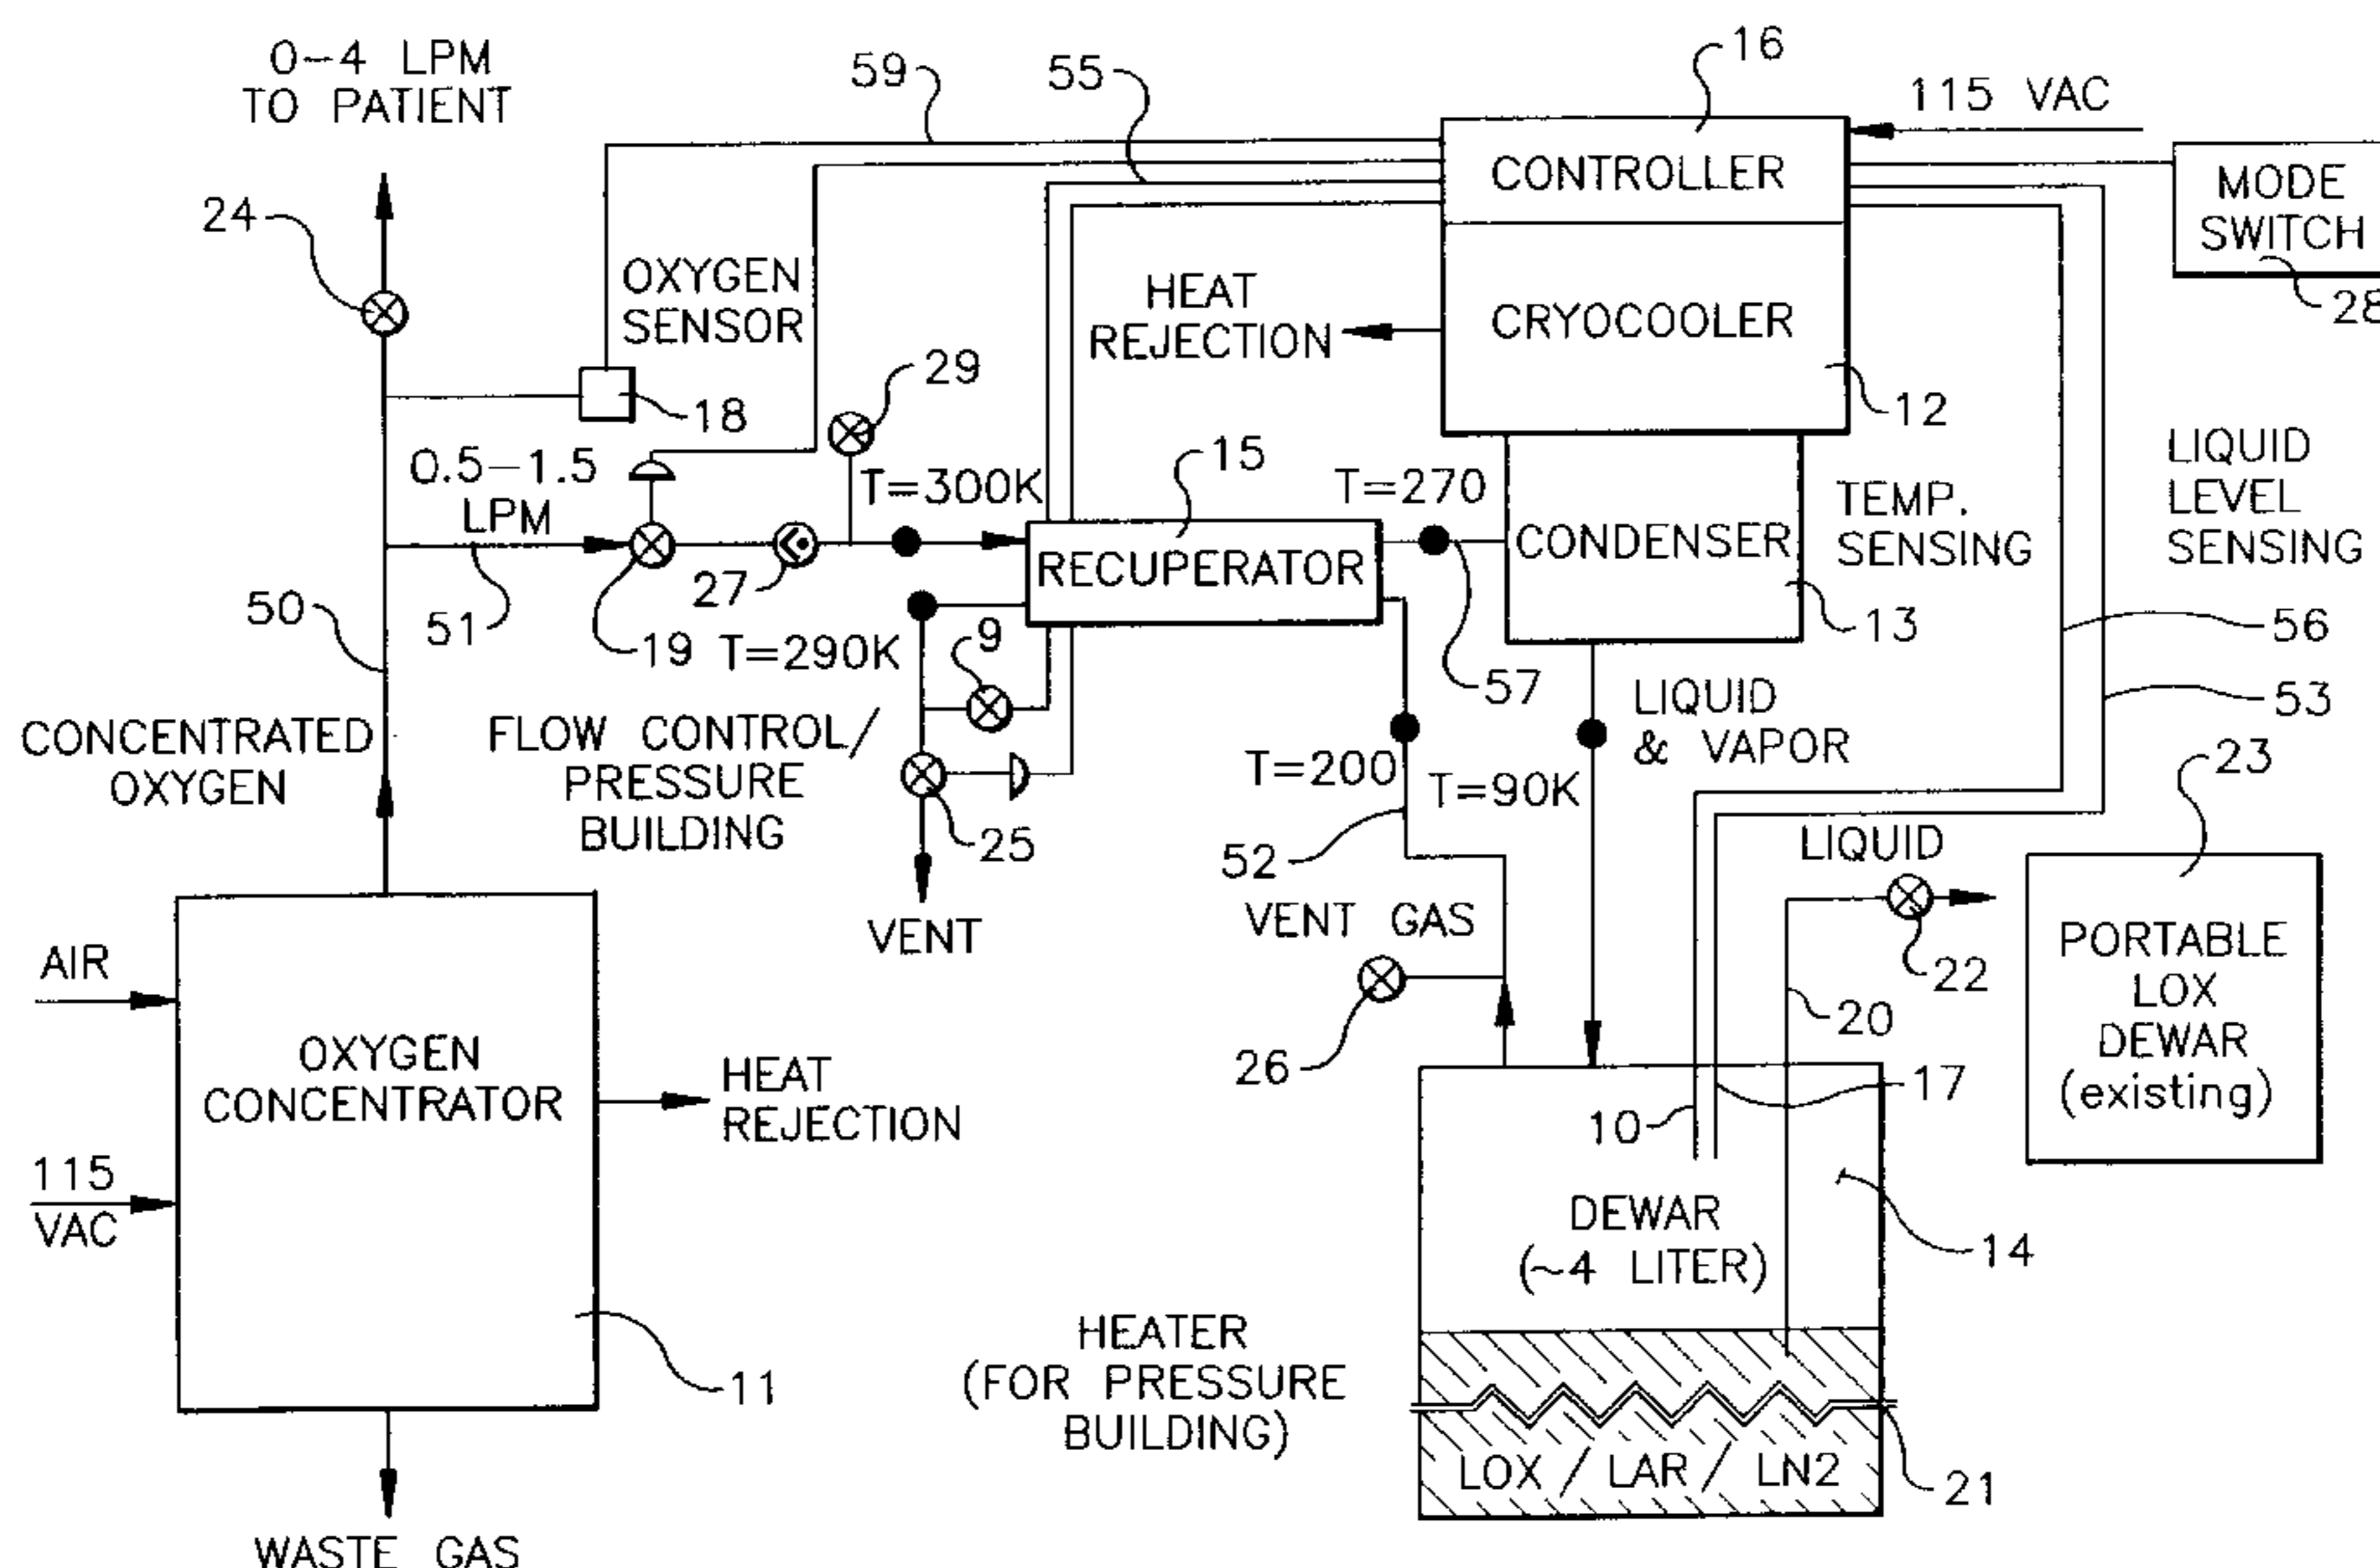 0-4 LPM
TO PATIENT
59
55
16
115 VAC
CONTROLLER
MODE
SWITCH
28
24
OXYGEN
SENSOR
HEAT
REJECTION
CRYOCOOLER
12
29
18
0.5-1.5
LPM
T=300K
15
T=270
LIQUID
LEVEL
SENSING
TEMP.
SENSING
RECUPERATOR
CONDENSER
27
50
51
19
T=290K
9
57
13
56
53
CONCENTRATED
OXYGEN
FLOW CONTROL/
PRESSURE
BUILDING
25
T=200
T=90K
LIQUID
& VAPOR
23
52
LIQUID
VENT
VENT GAS
22
PORTABLE
LOX
DEWAR
(existing)
AIR
26
20
OXYGEN
CONCENTRATOR
HEAT
REJECTION
10
17
115
VAC
DEWAR
(~4 LITER)
14
HEATER
(FOR PRESSURE
BUILDING)
11
LOX / LAR / LN2
21
WASTE GAS